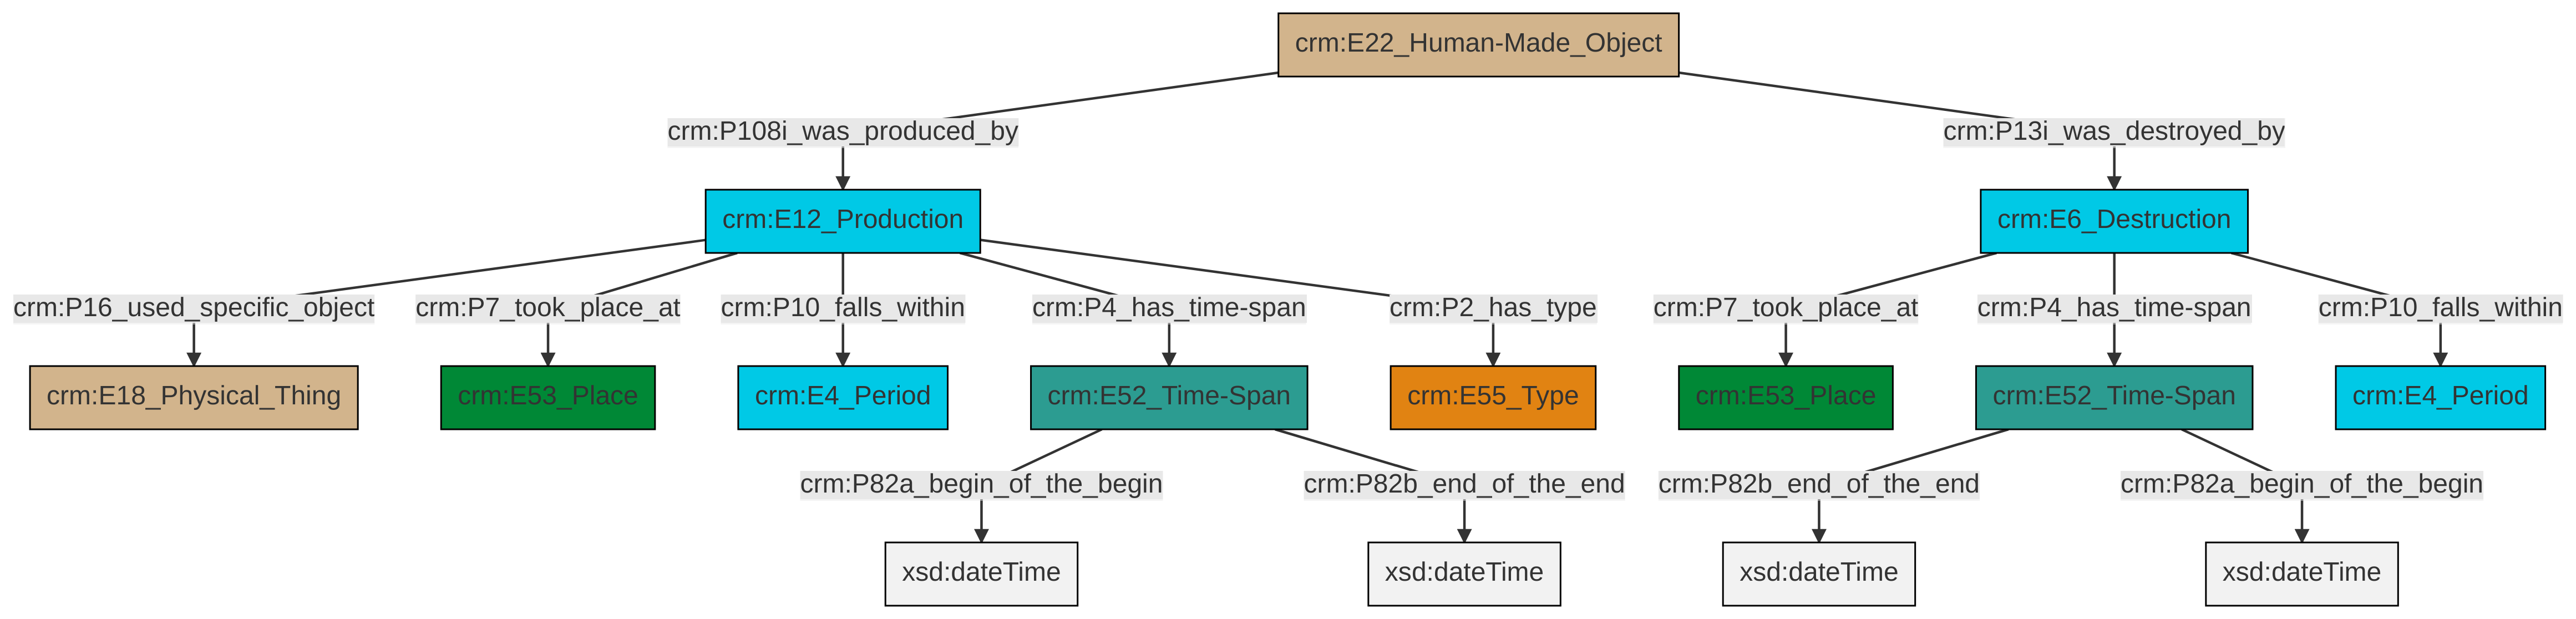 crm:E22_Human-Made_Object
crm:P108i_was_produced_by
crm:P13i_was_destroyed_by
crm:E12_Production
crm:E6_Destruction
crm:P16_used_specific_object
crm:P7_took_place_at
crm:P10_falls_within
crm:P4_has_time-span
crm:P2_has_type
crm:P7_took_place_at
crm:P4_has_time-span
crm:P10_falls_within
crm:E18_Physical_Thing
crm:E53_Place
crm:E4_Period
crm:E52_Time-Span
crm:E55_Type
crm:E53_Place
crm:E52_Time-Span
crm:E4_Period
crm:P82a_begin_of_the_begin
crm:P82b_end_of_the_end
crm:P82b_end_of_the_end
crm:P82a_begin_of_the_begin
xsd:dateTime
xsd:dateTime
xsd:dateTime
xsd:dateTime